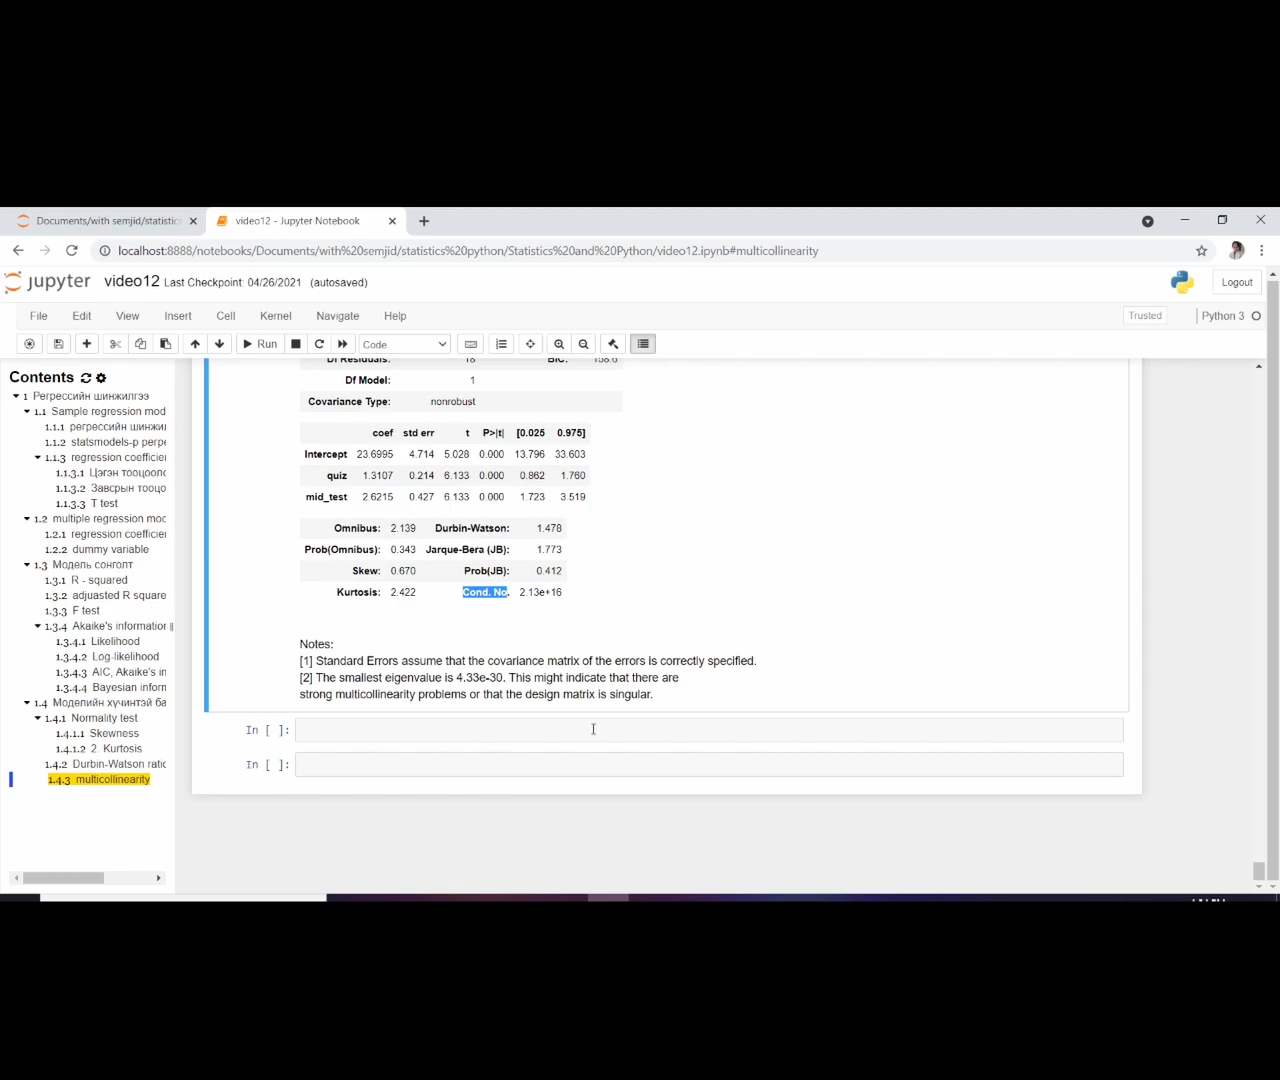 Documents/with semjid/statistic
video12 - Jupyter Notebook
localhost:8888/notebooks/Documents/with%20semjid/statistics%20python/Statistics%20and%20Python/video12.ipynb#multicollinearity
jupyter video12 Last Checkpoint: 04/26/2021 (autosaved)
Logout
File Edit View Insert Cell Kernel Navigate Help
Trusted
Python 3
Run
Code
Contents
1 Регрессийн шинжилгээ
1.1 Sample regression mod
1.1.1 регрессийн шинжи
1.1.2 statsmodels-р регр
1.1.3 regression coefficie
1.1.3.1 Цэгэн тооцоол
1.1.3.2 Завсрын тооцо
1.1.3.3 T test
1.2 multiple regression mod
1.2.1 regression coefficie
1.2.2 dummy variable
1.3 Модель сонголт
1.3.1 R - squared
1.3.2 adjuasted R square
1.3.3 F test
1.3.4 Akaike's information
1.3.4.1 Likelihood
1.3.4.2 Log-likelihood
1.3.4.3 AIC, Akaike's in
1.3.4.4 Bayesian inforn
1.4 Моделийн хүчинтэй ба
1.4.1 Normality test
1.4.1.1 Skewness
1.4.1.2 2. Kurtosis
1.4.2 Durbin-Watson ratic
1.4.3 multicollinearity
Df Residuals: 18 BIC: 158.6
Df Model: 1
Covariance Type: nonrobust
coef std err t P>|t| [0.025 0.975]
Intercept 23.6995 4.714 5.028 0.000 13.796 33.603
quiz 1.3107 0.214 6.133 0.000 0.862 1.760
mid_test 2.6215 0.427 6.133 0.000 1.723 3.519
Omnibus: 2.139 Durbin-Watson: 1.478
Prob(Omnibus): 0.343 Jarque-Bera (JB): 1.773
Skew: 0.670 Prob(JB): 0.412
Kurtosis: 2.422 Cond. No. 2.13e+16
Notes:
[1] Standard Errors assume that the covariance matrix of the errors is correctly specified.
[2] The smallest eigenvalue is 4.33e-30. This might indicate that there are
strong multicollinearity problems or that the design matrix is singular.
In [ ]:
In [ ]: